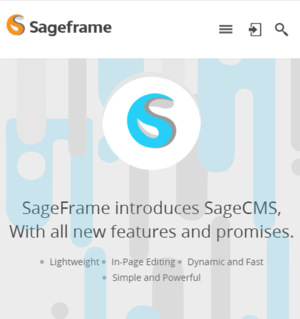 Sageframe
SageFrame introduces SageCMS,
With all new features and promises.
Lightweight In-Page Editing Dynamic and Fast
Simple and Powerful